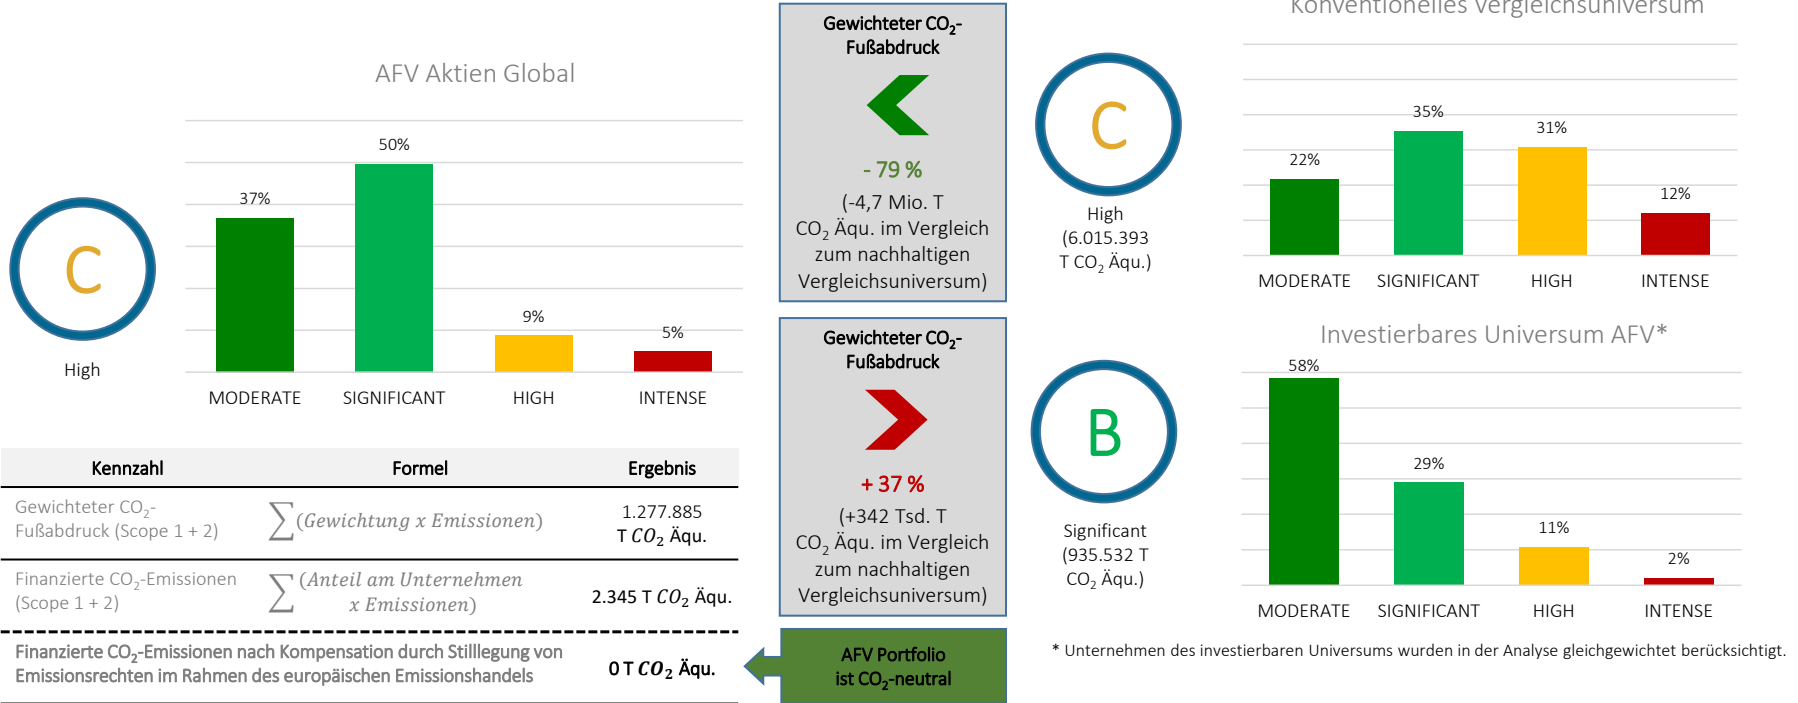 AFV Aktien Global
50%
37%
9%
5%
MODERATE SIGNIFICANT HIGH INTENSE
C
High
Kennzahl Formel Ergebnis
Gewichteter CO₂-
Fußabdruck (Scope 1 + 2)
∑(Gewichtung x Emissionen)
1.277.885
T CO₂ Äqu.
Finanzierte CO₂-Emissionen
(Scope 1 + 2)
∑(Anteil am Unternehmen
x Emissionen)
2.345 T CO₂ Äqu.
Finanzierte CO₂-Emissionen nach Kompensation durch Stilllegung von
Emissionsrechten im Rahmen des europäischen Emissionshandels
0 T CO₂ Äqu.
Gewichteter CO₂-
Fußabdruck
- 79 %
(-4,7 Mio. T
CO₂ Äqu. im Vergleich
zum nachhaltigen
Vergleichsuniversum)
Gewichteter CO₂-
Fußabdruck
+ 37 %
(+342 Tsd. T
CO₂ Äqu. im Vergleich
zum nachhaltigen
Vergleichsuniversum)
AFV Portfolio
ist CO₂-neutral
Konventionelles Vergleichsuniversum
C
High
(6.015.393
T CO₂ Äqu.)
22%
35%
31%
12%
MODERATE SIGNIFICANT HIGH INTENSE
Investierbares Universum AFV*
B
Significant
(935.532 T
CO₂ Äqu.)
58%
29%
11%
2%
MODERATE SIGNIFICANT HIGH INTENSE
* Unternehmen des investierbaren Universums wurden in der Analyse gleichgewichtet berücksichtigt.